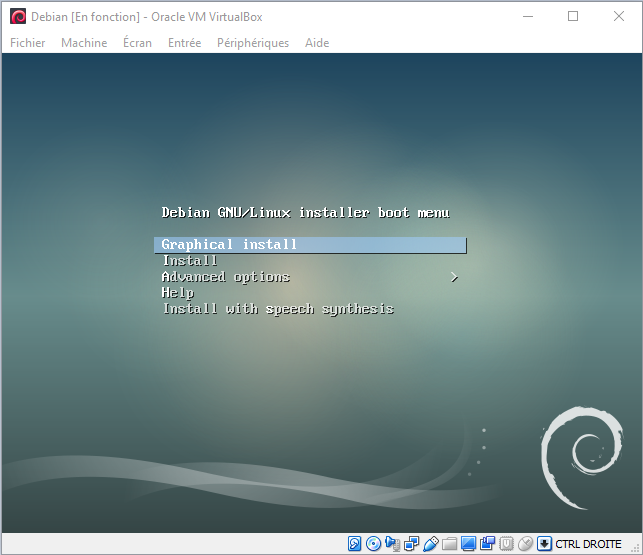 Debian [En fonction] - Oracle VM VirtualBox
Fichier Machine Écran Entrée Périphériques Aide
Debian GNU/Linux installer boot menu
Graphical install
Install
Advanced options >
Help
Install with speech synthesis
CTRL DROITE